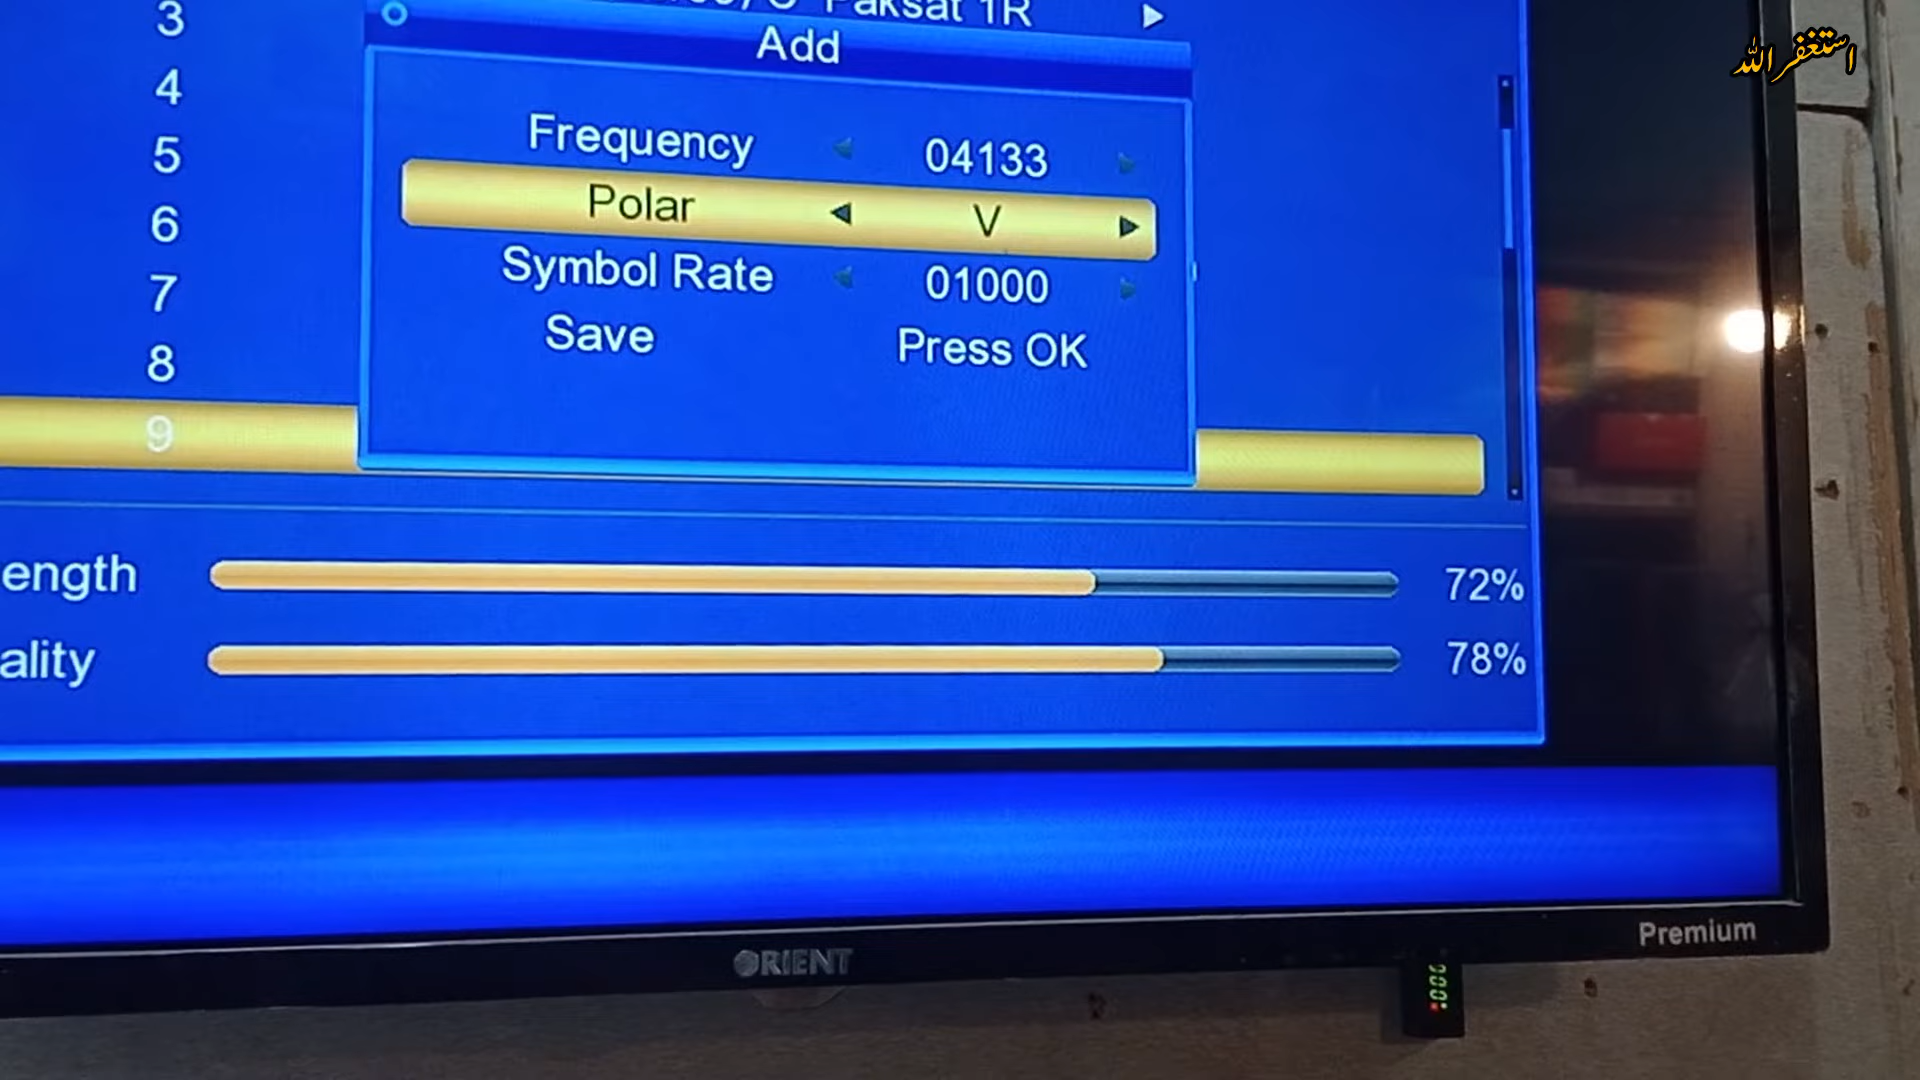 3
Paksat 1R
Add
استغفر الله
4
Frequency 04133
5
Polar V
6
Symbol Rate 01000
7
Save Press OK
8
9
ength 72%
ality 78%
ORIENT
Premium